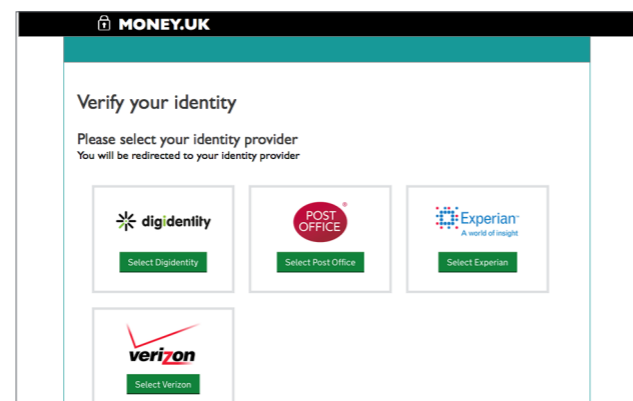 MONEY.UK
Verify your identity
Please select your identity provider
You will be redirected to your identity provider
digidentity
Select Digidentity
POST
OFFICE
®
Select Post Office
Experian™
A world of insight
Select Experian
verizon
Select Verizon